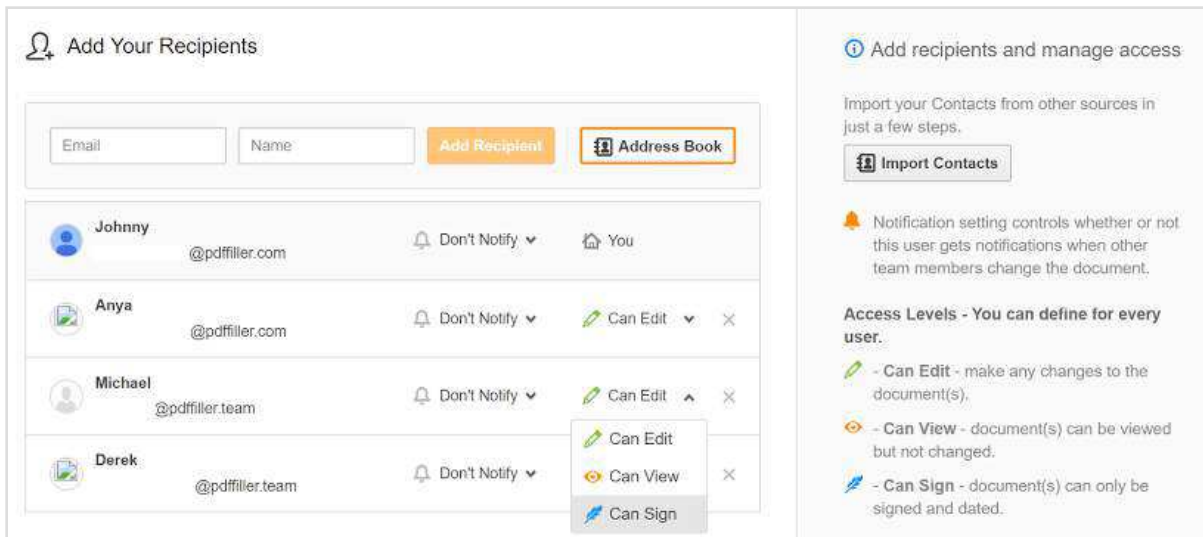 Add Your Recipients
Email
Name
Add Recipient
Address Book
Johnny
@pdffiller.com
Don't Notify
You
Anya
@pdffiller.com
Don't Notify
Can Edit
Michael
@pdffiller.team
Don't Notify
Can Edit
Can Edit
Can View
Can Sign
Derek
@pdffiller.team
Don't Notify
Add recipients and manage access
Import your Contacts from other sources in
just a few steps.
Import Contacts
Notification setting controls whether or not
this user gets notifications when other
team members change the document.
Access Levels - You can define for every
user.
- Can Edit - make any changes to the
document(s).
- Can View - document(s) can be viewed
but not changed.
- Can Sign - document(s) can only be
signed and dated.